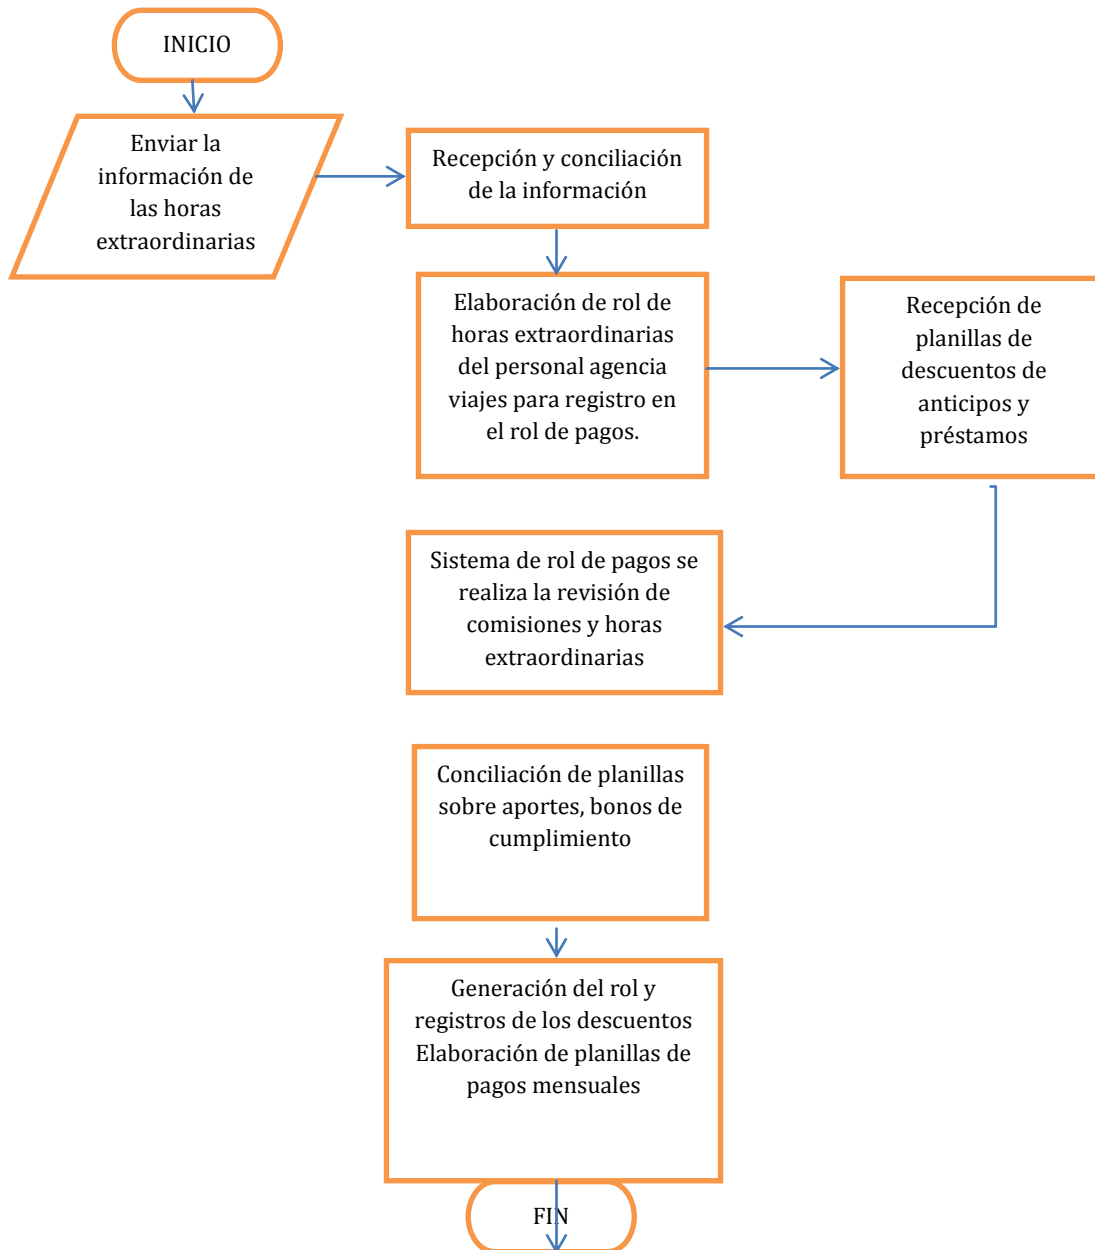 INICIO
Enviar la
información de
las horas
extraordinarias
Recepción y conciliación
de la información
Elaboración de rol de
horas extraordinarias
del personal agencia
viajes para registro en
el rol de pagos.
Recepción de
planillas de
descuentos de
anticipos y
préstamos
Sistema de rol de pagos se
realiza la revisión de
comisiones y horas
extraordinarias
Conciliación de planillas
sobre aportes, bonos de
cumplimiento
Generación del rol y
registros de los descuentos
Elaboración de planillas de
pagos mensuales
FIN